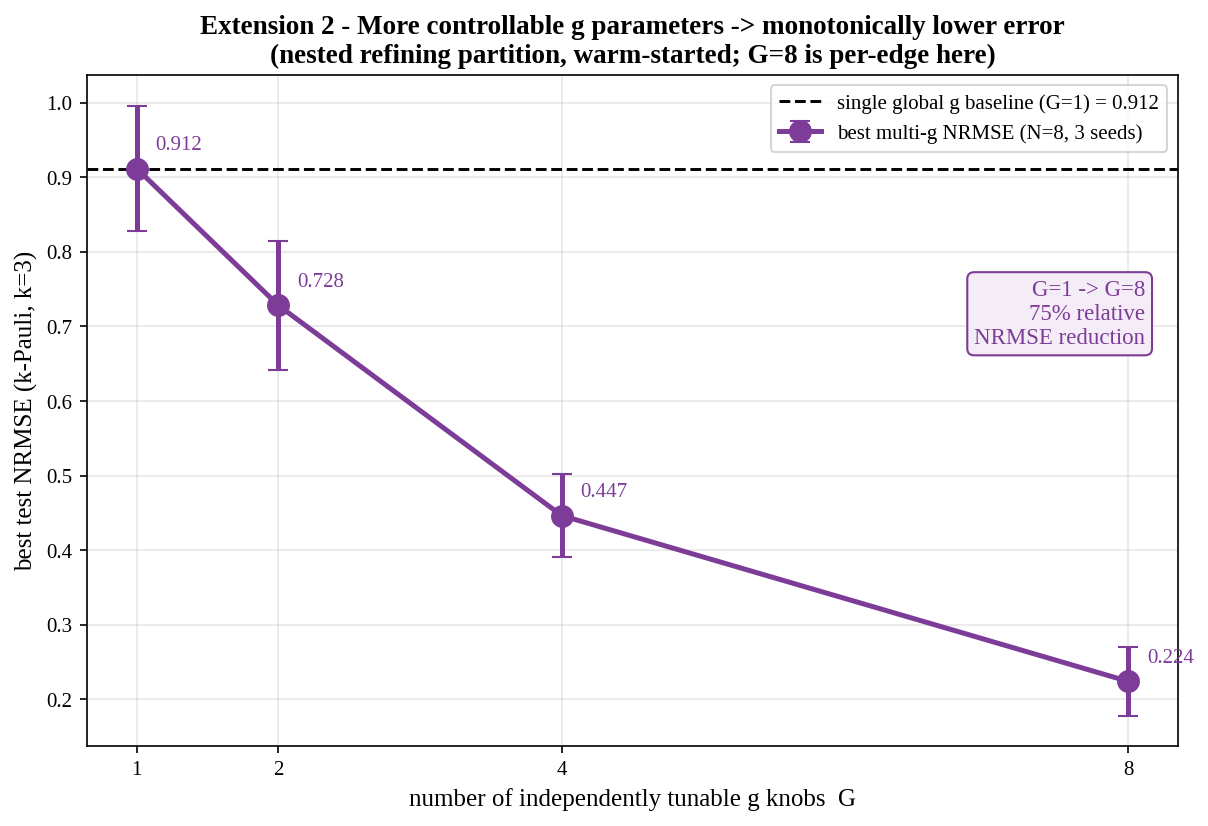 Extension 2 - More controllable g parameters -> monotonically lower error
(nested refining partition, warm-started; G=8 is per-edge here)
single global g baseline (G=1) = 0.912
best multi-g NRMSE (N=8, 3 seeds)
best test NRMSE (k-Pauli, k=3)
1.0
0.9
0.8
0.7
0.6
0.5
0.4
0.3
0.2
0.912
0.728
0.447
0.224
G=1 -> G=8
75% relative
NRMSE reduction
1
2
4
8
number of independently tunable g knobs  G